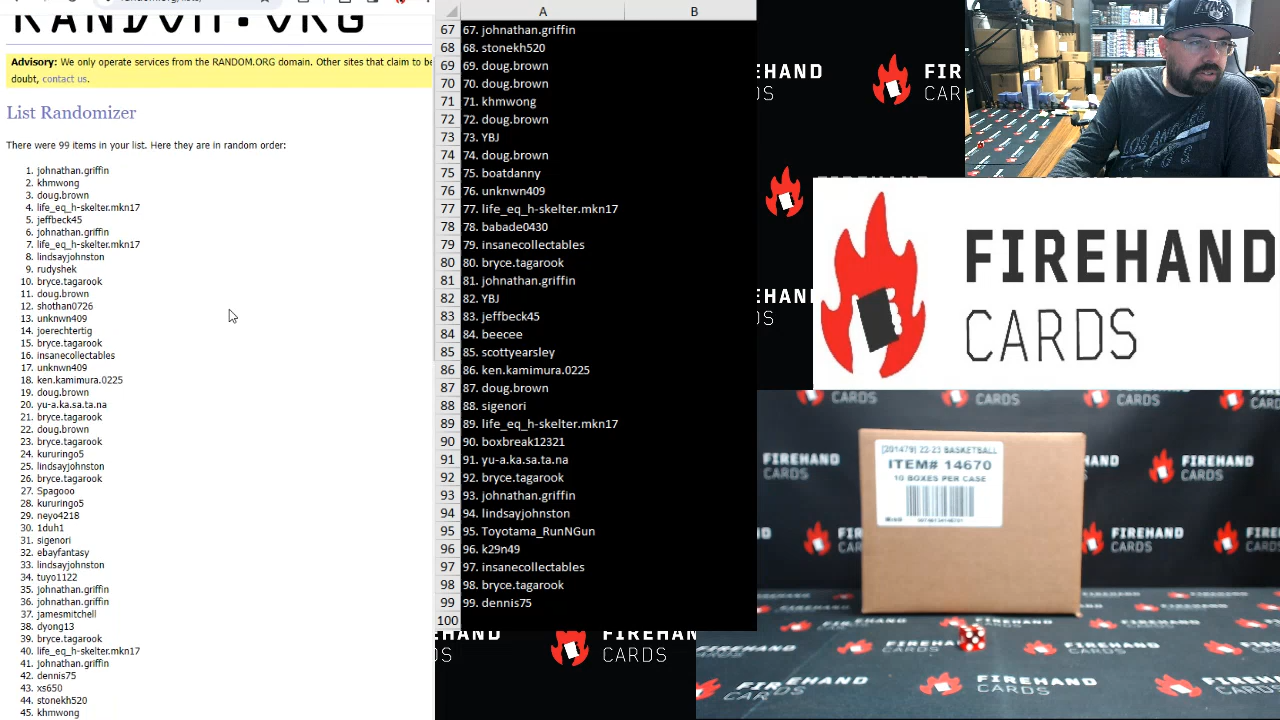 RANDOM.ORG
Advisory: We only operate services from the RANDOM.ORG domain. Other sites that claim to be
doubt, contact us.
List Randomizer
There were 99 items in your list. Here they are in random order:
1. johnathan.griffin
2. khmwong
3. doug.brown
4. life_eq_h-skelter.mkn17
5. jeffbeck45
6. johnathan.griffin
7. life_eq_h-skelter.mkn17
8. lindsayjohnston
9. rudyshek
10. bryce.tagarook
11. doug.brown
12. shothan0726
13. unknwn409
14. joerechtertig
15. bryce.tagarook
16. insanecollectables
17. unknwn409
18. ken.kamimura.0225
19. doug.brown
20. yu-a.ka.sa.ta.na
21. bryce.tagarook
22. doug.brown
23. bryce.tagarook
24. kururingo5
25. lindsayjohnston
26. bryce.tagarook
27. Spagooo
28. kururingo5
29. neyo4218
30. 1duh1
31. sigenori
32. ebayfantasy
33. lindsayjohnston
34. tuyo1122
35. johnathan.griffin
36. johnathan.griffin
37. jamesmitchell
38. dyong13
39. bryce.tagarook
40. life_eq_h-skelter.mkn17
41. johnathan.griffin
42. dennis75
43. xs650
44. stonekh520
45. khmwong
A B
67 67. johnathan.griffin
68 68. stonekh520
69 69. doug.brown
70 70. doug.brown
71 71. khmwong
72 72. doug.brown
73 73. YBJ
74 74. doug.brown
75 75. boatdanny
76 76. unknwn409
77 77. life_eq_h-skelter.mkn17
78 78. babade0430
79 79. insanecollectables
80 80. bryce.tagarook
81 81. johnathan.griffin
82 82. YBJ
83 83. jeffbeck45
84 84. beecee
85 85. scottyearsley
86 86. ken.kamimura.0225
87 87. doug.brown
88 88. sigenori
89 89. life_eq_h-skelter.mkn17
90 90. boxbreak12321
91 91. yu-a.ka.sa.ta.na
92 92. bryce.tagarook
93 93. johnathan.griffin
94 94. lindsayjohnston
95 95. Toyotama_RunNGun
96 96. k29n49
97 97. insanecollectables
98 98. bryce.tagarook
99 99. dennis75
100
FIREHAND
CARDS
[201479] 22-23 BASKETBALL
ITEM# 14670
10 BOXES PER CASE
FIREHAND
CARDS